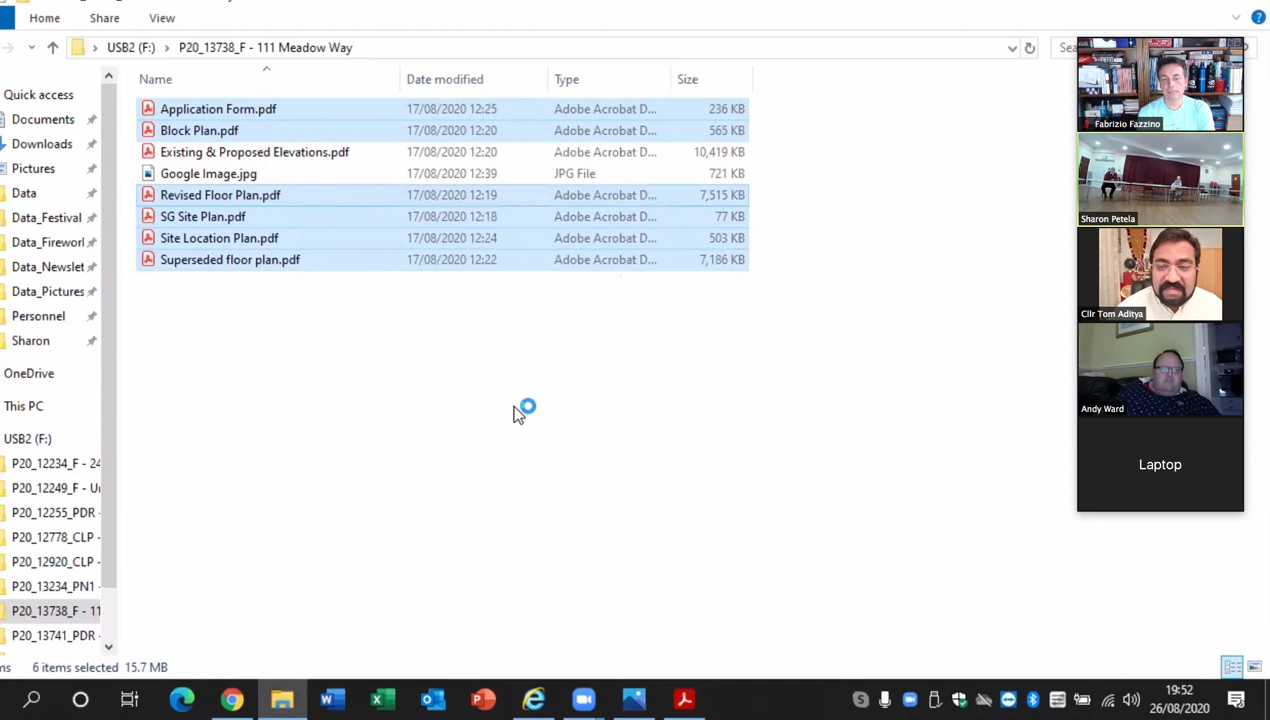 Home Share View
USB2 (F:) P20_13738_F - 111 Meadow Way
Sea
Name Date modified Type Size
Application Form.pdf 17/08/2020 12:25 Adobe Acrobat D... 236 KB
Block Plan.pdf 17/08/2020 12:20 Adobe Acrobat D... 565 KB
Existing & Proposed Elevations.pdf 17/08/2020 12:20 Adobe Acrobat D... 10,419 KB
Google Image.jpg 17/08/2020 12:39 JPG File 721 KB
Revised Floor Plan.pdf 17/08/2020 12:19 Adobe Acrobat D... 7,515 KB
SG Site Plan.pdf 17/08/2020 12:18 Adobe Acrobat D... 77 KB
Site Location Plan.pdf 17/08/2020 12:24 Adobe Acrobat D... 503 KB
Superseded floor plan.pdf 17/08/2020 12:22 Adobe Acrobat D... 7,186 KB
Quick access
Documents
Downloads
Pictures
Data
Data_Festival
Data_Firewor
Data_Newslet
Data_Pictures
Personnel
Sharon
OneDrive
This PC
USB2 (F:)
P20_12234_F - 24
P20_12249_F - U
P20_12255_PDR -
P20_12778_CLP -
P20_12920_CLP -
P20_13234_PN1 -
P20_13738_F - 11
P20_13741_PDR -
6 items selected 15.7 MB
Fabrizio Fazzino
Sharon Petela
Cllr Tom Aditya
Andy Ward
Laptop
19:52
26/08/2020